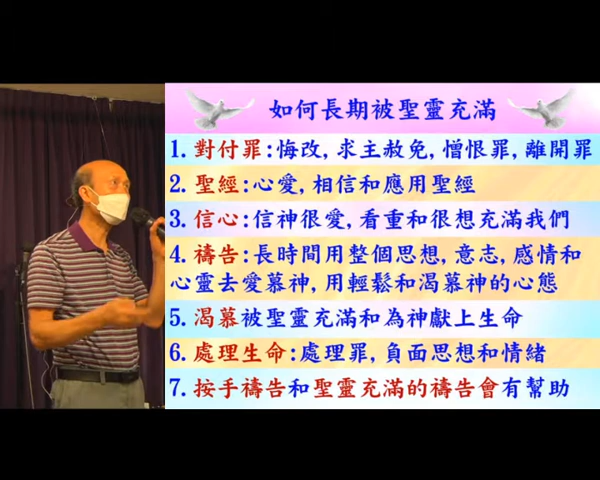 如何長期被聖靈充滿
1. 對付罪:悔改, 求主赦免, 憎恨罪, 離開罪
2. 聖經:心愛, 相信和應用聖經
3. 信心:信神很愛, 看重和很想充滿我們
4. 禱告:長時間用整個思想, 意志, 感情和
心靈去愛慕神, 用輕鬆和渴慕神的心態
5. 渴慕被聖靈充滿和為神獻上生命
6. 處理生命:處理罪, 負面思想和情緒
7. 按手禱告和聖靈充滿的禱告會有幫助